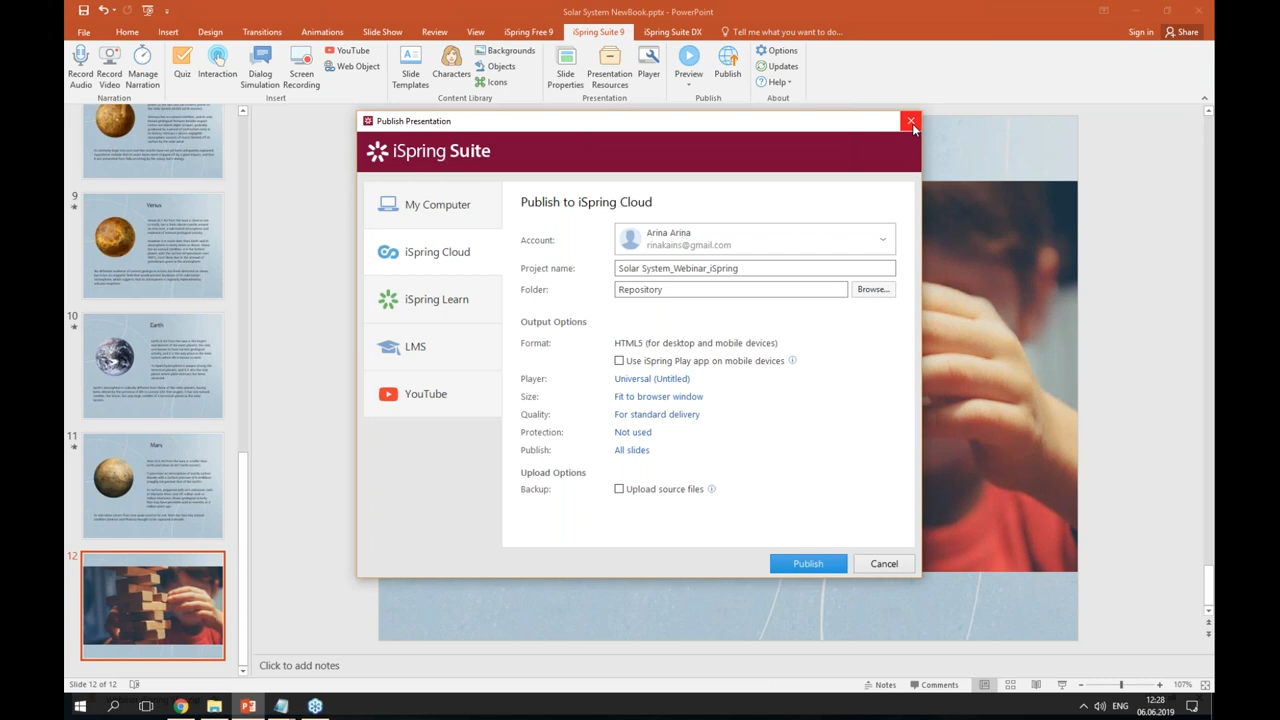 Solar System NewBook.pptx - PowerPoint
File Home Insert Design Transitions Animations Slide Show Review View iSpring Free 9 iSpring Suite 9 iSpring Suite DX Tell me what you want to do... Sign in Share
Record Audio
Record Video
Manage Narration
Narration
Quiz
Interaction
Dialog Simulation
Screen Recording
YouTube
Web Object
Insert
Slide Templates
Characters
Backgrounds
Objects
Icons
Content Library
Slide Properties
Presentation Resources
Player
Presentation
Preview
Publish
Publish
Options
Updates
Help
About
Publish Presentation
iSpring Suite
My Computer
iSpring Cloud
iSpring Learn
LMS
YouTube
Publish to iSpring Cloud
Account: Arina Arina
rinakains@gmail.com
Project name: Solar System_Webinar_iSpring
Folder: Repository Browse...
Output Options
Format: HTML5 (for desktop and mobile devices)
Use iSpring Play app on mobile devices
Player: Universal (Untitled)
Size: Fit to browser window
Quality: For standard delivery
Protection: Not used
Publish: All slides
Upload Options
Backup: Upload source files
Publish Cancel
9
Venus
10
Earth
11
Mars
12
Click to add notes
Slide 12 of 12 Notes Comments 107%
ENG 12:28
06.06.2019